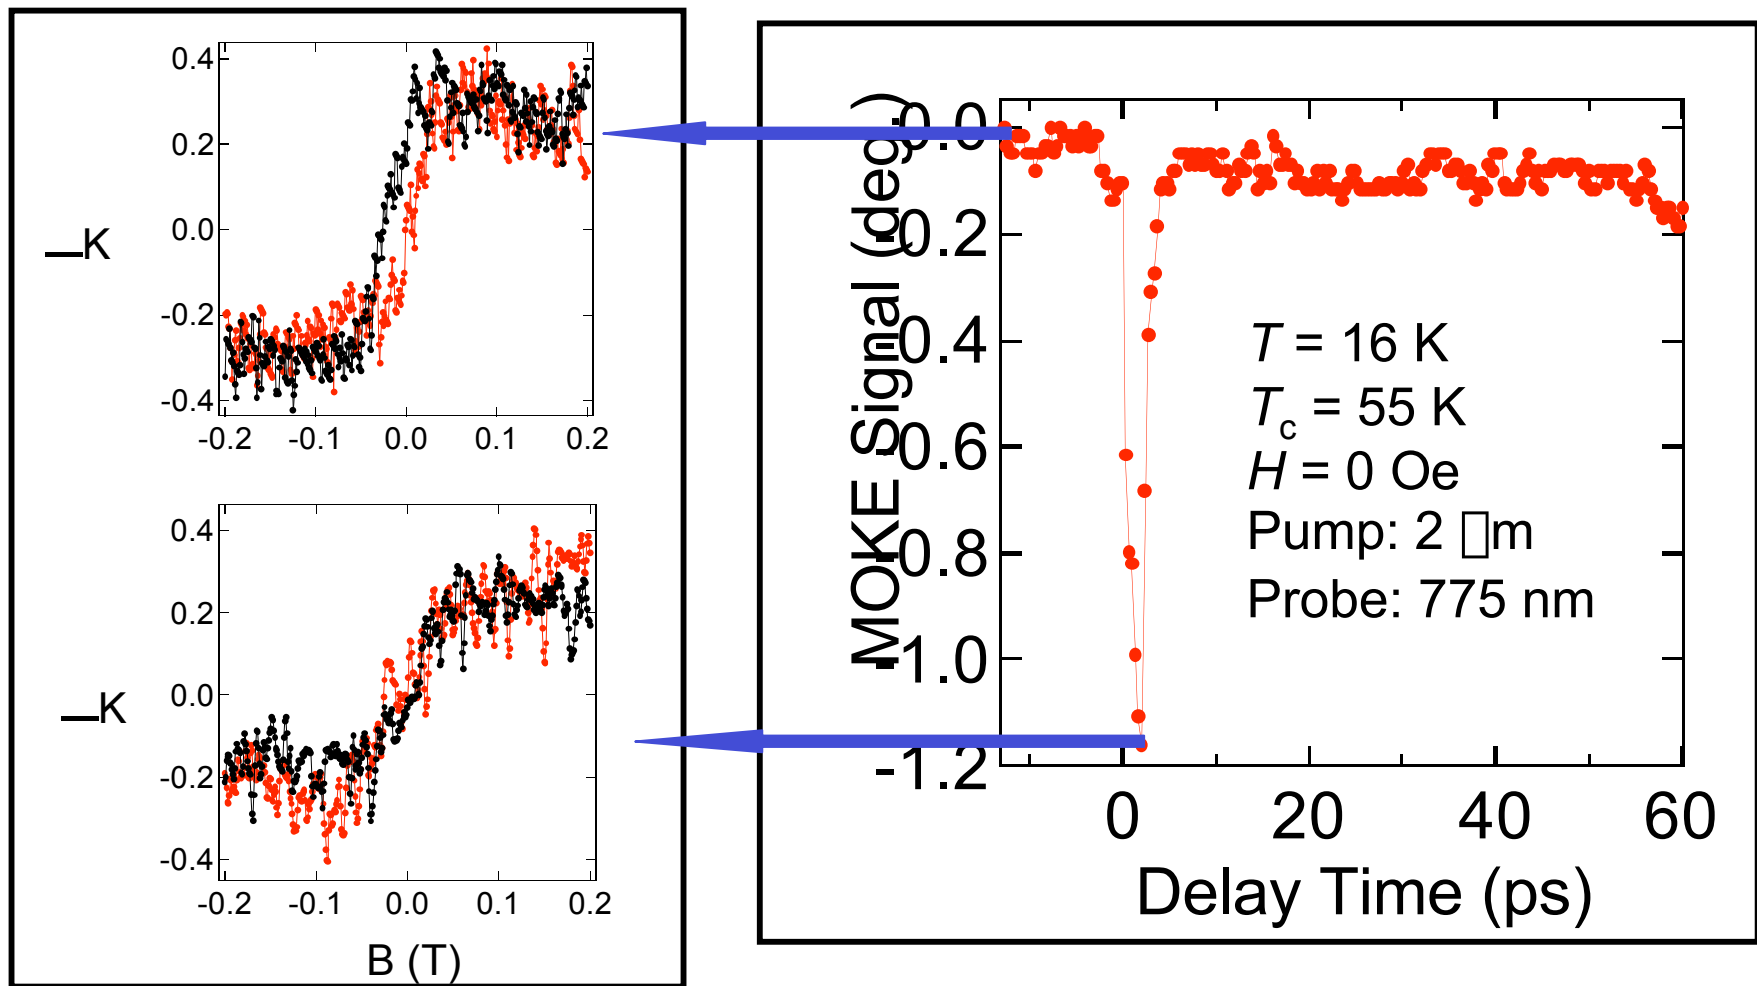 0.4
0.2
0.0
-0.2
-0.4
-0.2 -0.1 0.0 0.1 0.2
K
0.4
0.2
0.0
-0.2
-0.4
-0.2 -0.1 0.0 0.1 0.2
K
B (T)
MOKE Signal (deg.)
0.0
-0.2
-0.4
-0.6
-0.8
-1.0
-1.2
0 20 40 60
Delay Time (ps)
T = 16 K
Tc = 55 K
H = 0 Oe
Pump: 2 □m
Probe: 775 nm